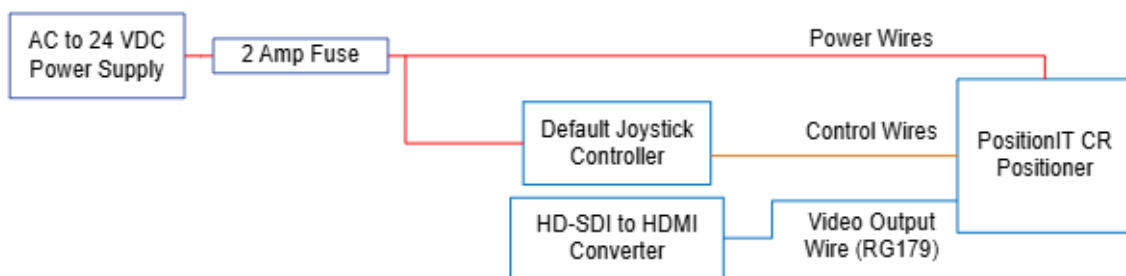 AC to 24 VDC
Power Supply
2 Amp Fuse
Power Wires
Default Joystick
Controller
Control Wires
PositionIT CR
Positioner
HD-SDI to HDMI
Converter
Video Output
Wire (RG179)